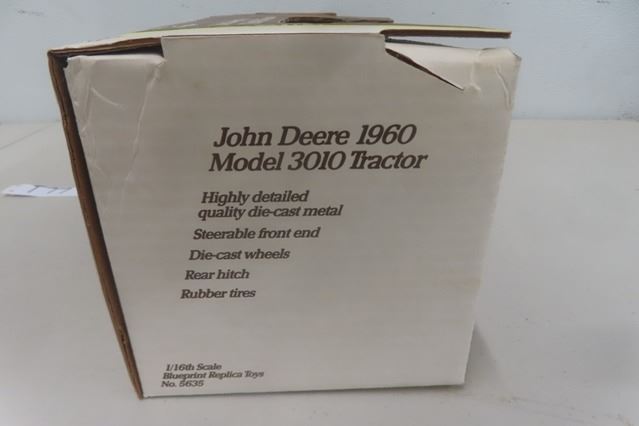 John Deere 1960
Model 3010 Tractor
Highly detailed
quality die-cast metal
Steerable front end
Die-cast wheels
Rear hitch
Rubber tires
1/16th Scale
Blueprint Replica Toys
No. 5635